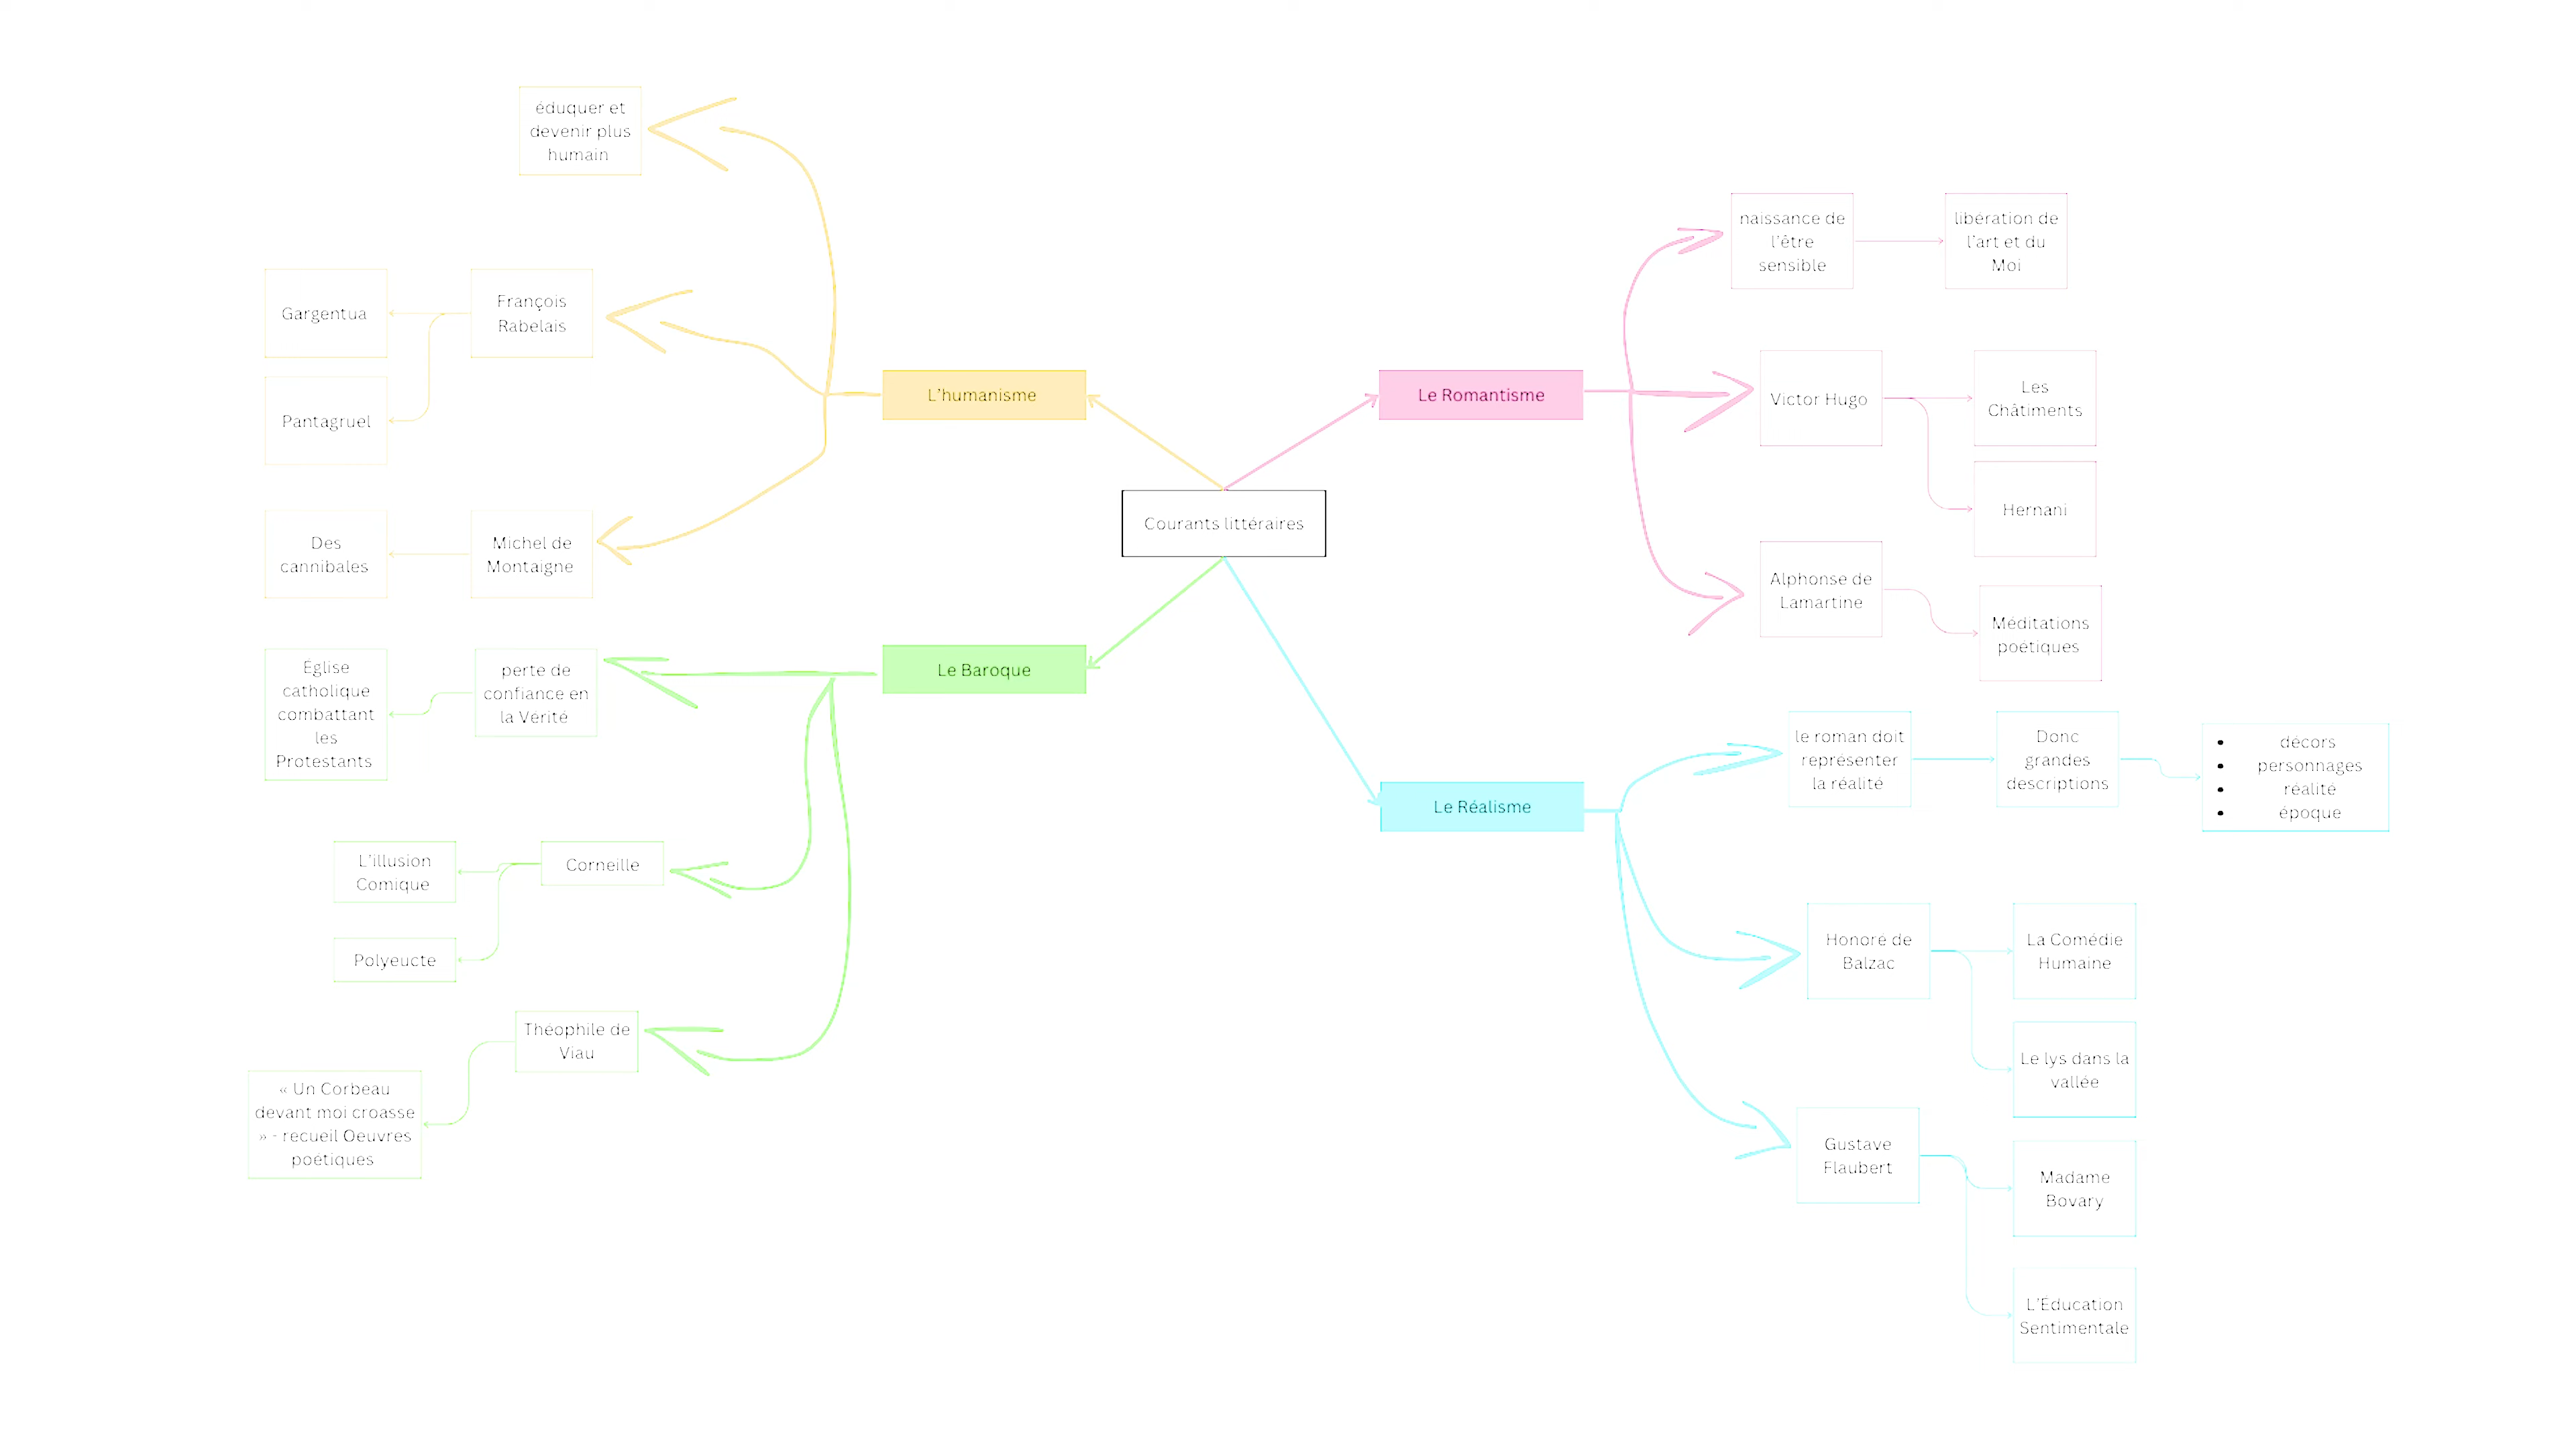 Courants littéraires
L'humanisme
éduquer et
devenir plus
humain
François
Rabelais
Gargentua
Pantagruel
Michel de
Montaigne
Des
cannibales
Le Baroque
perte de
confiance en
la Vérité
Église
catholique
combattant
les
Protestants
Corneille
L'illusion
Comique
Polyeucte
Théophile de
Viau
« Un Corbeau
devant moi croasse
» - recueil Oeuvres
poétiques
Le Romantisme
naissance de
l'être
sensible
libération de
l'art et du
Moi
Victor Hugo
Les
Châtiments
Hernani
Alphonse de
Lamartine
Méditations
poétiques
Le Réalisme
le roman doit
représenter
la réalité
Donc
grandes
descriptions
• décors
• personnages
• réalité
• époque
Honoré de
Balzac
La Comédie
Humaine
Le lys dans la
vallée
Gustave
Flaubert
Madame
Bovary
L'Éducation
Sentimentale